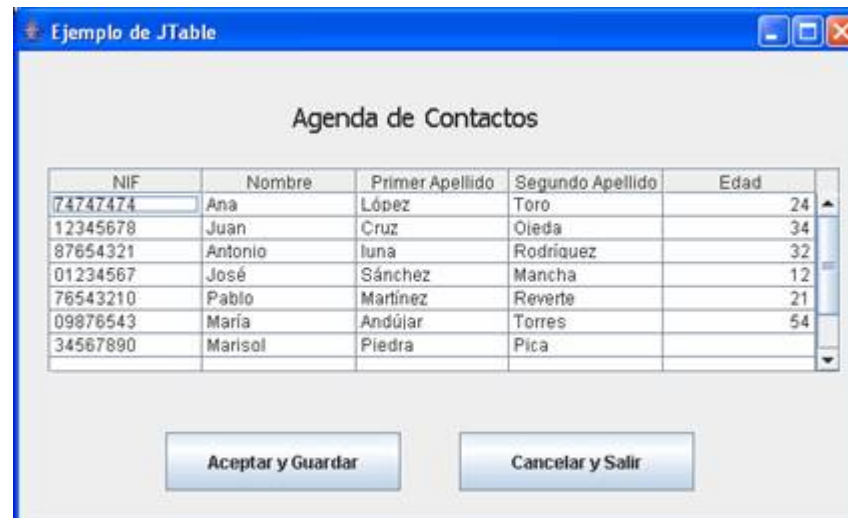 Ejemplo de JTable
Agenda de Contactos
NIF Nombre Primer Apellido Segundo Apellido Edad
74747474 Ana López Toro 24
12345678 Juan Cruz Ojeda 34
87654321 Antonio luna Rodríguez 32
01234567 José Sánchez Mancha 12
76543210 Pablo Martínez Reverte 21
09876543 María Andújar Torres 54
34567890 Marisol Piedra Pica
Aceptar y Guardar Cancelar y Salir